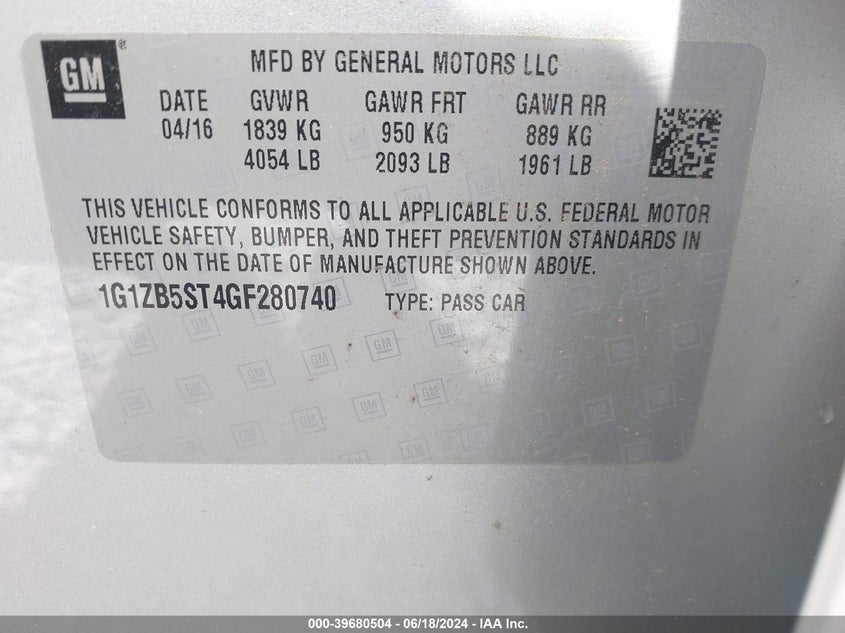 GM ®
MFD BY GENERAL MOTORS LLC
DATE GVWR GAWR FRT GAWR RR
04/16 1839 KG 950 KG 889 KG
4054 LB 2093 LB 1961 LB
THIS VEHICLE CONFORMS TO ALL APPLICABLE U.S. FEDERAL MOTOR
VEHICLE SAFETY, BUMPER, AND THEFT PREVENTION STANDARDS IN
EFFECT ON THE DATE OF MANUFACTURE SHOWN ABOVE.
1G1ZB5ST4GF280740 TYPE: PASS CAR
000-39680504 - 06/18/2024 - IAA Inc.